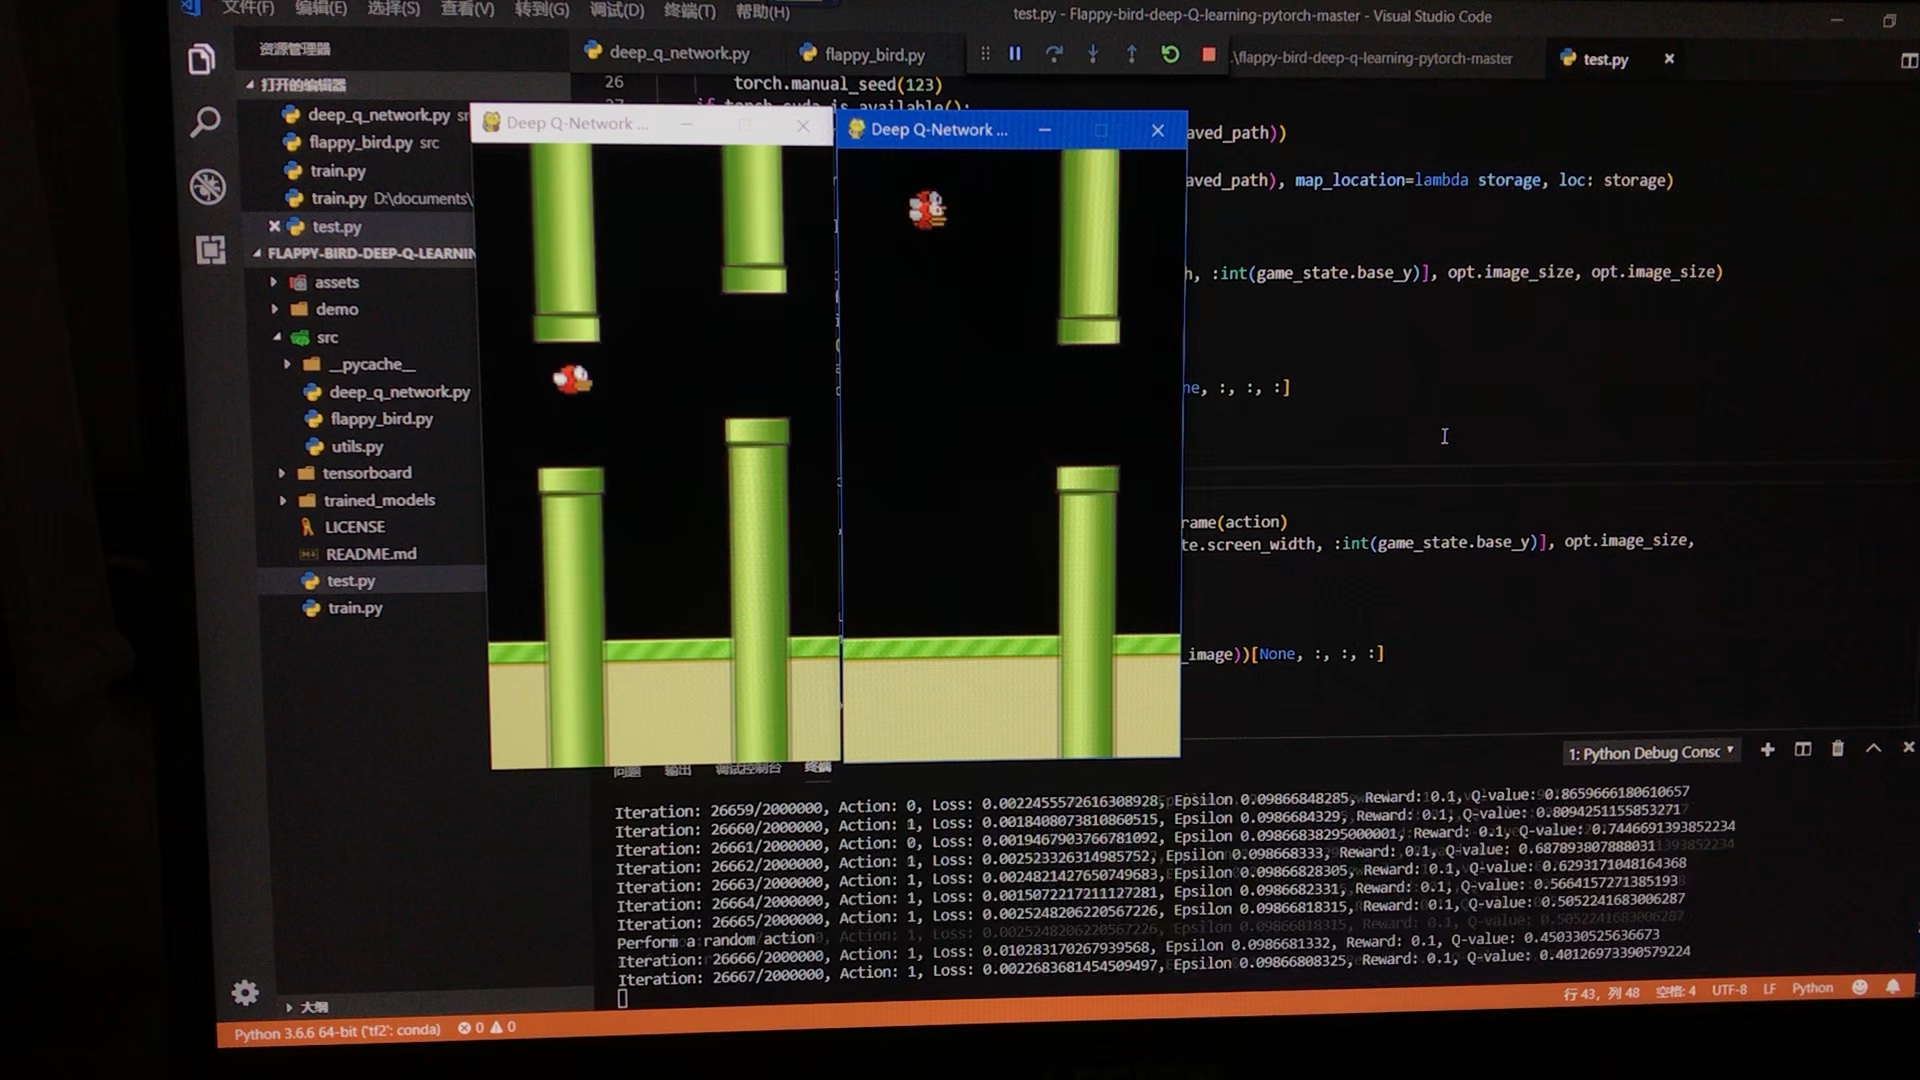 文件(F) 编辑(E) 选择(S) 查看(V) 转到(G) 调试(D) 终端(T) 帮助(H)
test.py - Flappy-bird-deep-Q-learning-pytorch-master - Visual Studio Code
资源管理器
deep_q_network.py
flappy_bird.py
.\flappy-bird-deep-q-learning-pytorch-master
test.py
打开的编辑器
deep_q_network.py
flappy_bird.py src
train.py
train.py D:\documents\
test.py
FLAPPY-BIRD-DEEP-Q-LEARNIN
assets
demo
src
__pycache__
deep_q_network.py
flappy_bird.py
utils.py
tensorboard
trained_models
LICENSE
README.md
test.py
train.py
大纲
26 torch.manual_seed(123)
Deep Q-Network ...
Deep Q-Network ...
aved_path))
aved_path), map_location=lambda storage, loc: storage)
h, :int(game_state.base_y)], opt.image_size, opt.image_size)
ne, :, :, :]
rame(action)
te.screen_width, :int(game_state.base_y)], opt.image_size,
_image))[None, :, :, :]
问题 输出 调试控制台 终端
1: Python Debug Consc
Iteration: 26659/2000000, Action: 0, Loss: 0.0022455572616308928, Epsilon 0.09866848285, Reward: 0.1, Q-value: 0.8659666180610657
Iteration: 26660/2000000, Action: 1, Loss: 0.0018408073810860515, Epsilon 0.0986684329, Reward: 0.1, Q-value: 0.8094251155853271
Iteration: 26661/2000000, Action: 0, Loss: 0.0019467903766781092, Epsilon 0.09866838295000001, Reward: 0.1, Q-value: 0.7446691393852234
Iteration: 26662/2000000, Action: 1, Loss: 0.002523326314985752, Epsilon 0.098668333, Reward: 0.1, Q-value: 0.687893807888031
Iteration: 26663/2000000, Action: 1, Loss: 0.0024821427650749683, Epsilon 0.09866828305, Reward: 0.1, Q-value: 0.6293171048164368
Iteration: 26664/2000000, Action: 1, Loss: 0.0015072217211127281, Epsilon 0.0986682331, Reward: 0.1, Q-value: 0.5664157271385193
Iteration: 26665/2000000, Action: 1, Loss: 0.0025248206220567226, Epsilon 0.09866818315, Reward: 0.1, Q-value: 0.5052241683006287
Perform a random action
Iteration: 26666/2000000, Action: 1, Loss: 0.010283170267939568, Epsilon 0.0986681332, Reward: 0.1, Q-value: 0.450330525636673
Iteration: 26667/2000000, Action: 1, Loss: 0.0022683681454509497, Epsilon 0.09866808325, Reward: 0.1, Q-value: 0.40126973390579224
Python 3.6.6 64-bit ('tf2': conda) 0 0
行 43, 列 48 空格: 4 UTF-8 LF Python